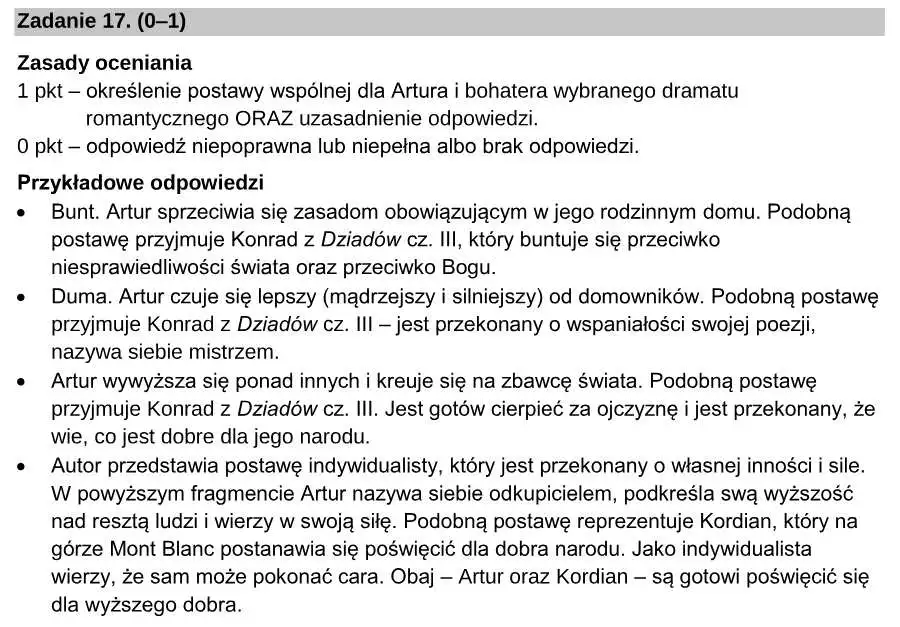 Zadanie 17. (0–1)
Zasady oceniania
1 pkt – określenie postawy wspólnej dla Artura i bohatera wybranego dramatu
romantycznego ORAZ uzasadnienie odpowiedzi.
0 pkt – odpowiedź niepoprawna lub niepełna albo brak odpowiedzi.
Przykładowe odpowiedzi
• Bunt. Artur sprzeciwia się zasadom obowiązującym w jego rodzinnym domu. Podobną
postawę przyjmuje Konrad z Dziadów cz. III, który buntuje się przeciwko
niesprawiedliwości świata oraz przeciwko Bogu.
• Duma. Artur czuje się lepszy (mądrzejszy i silniejszy) od domowników. Podobną postawę
przyjmuje Konrad z Dziadów cz. III – jest przekonany o wspaniałości swojej poezji,
nazywa siebie mistrzem.
• Artur wywyższa się ponad innych i kreuje się na zbawcę świata. Podobną postawę
przyjmuje Konrad z Dziadów cz. III. Jest gotów cierpieć za ojczyznę i jest przekonany, że
wie, co jest dobre dla jego narodu.
• Autor przedstawia postawę indywidualisty, który jest przekonany o własnej inności i sile.
W powyższym fragmencie Artur nazywa siebie odkupicielem, podkreśla swą wyższość
nad resztą ludzi i wierzy w swoją siłę. Podobną postawę reprezentuje Kordian, który na
górze Mont Blanc postanawia się poświęcić dla dobra narodu. Jako indywidualista
wierzy, że sam może pokonać cara. Obaj – Artur oraz Kordian – są gotowi poświęcić się
dla wyższego dobra.